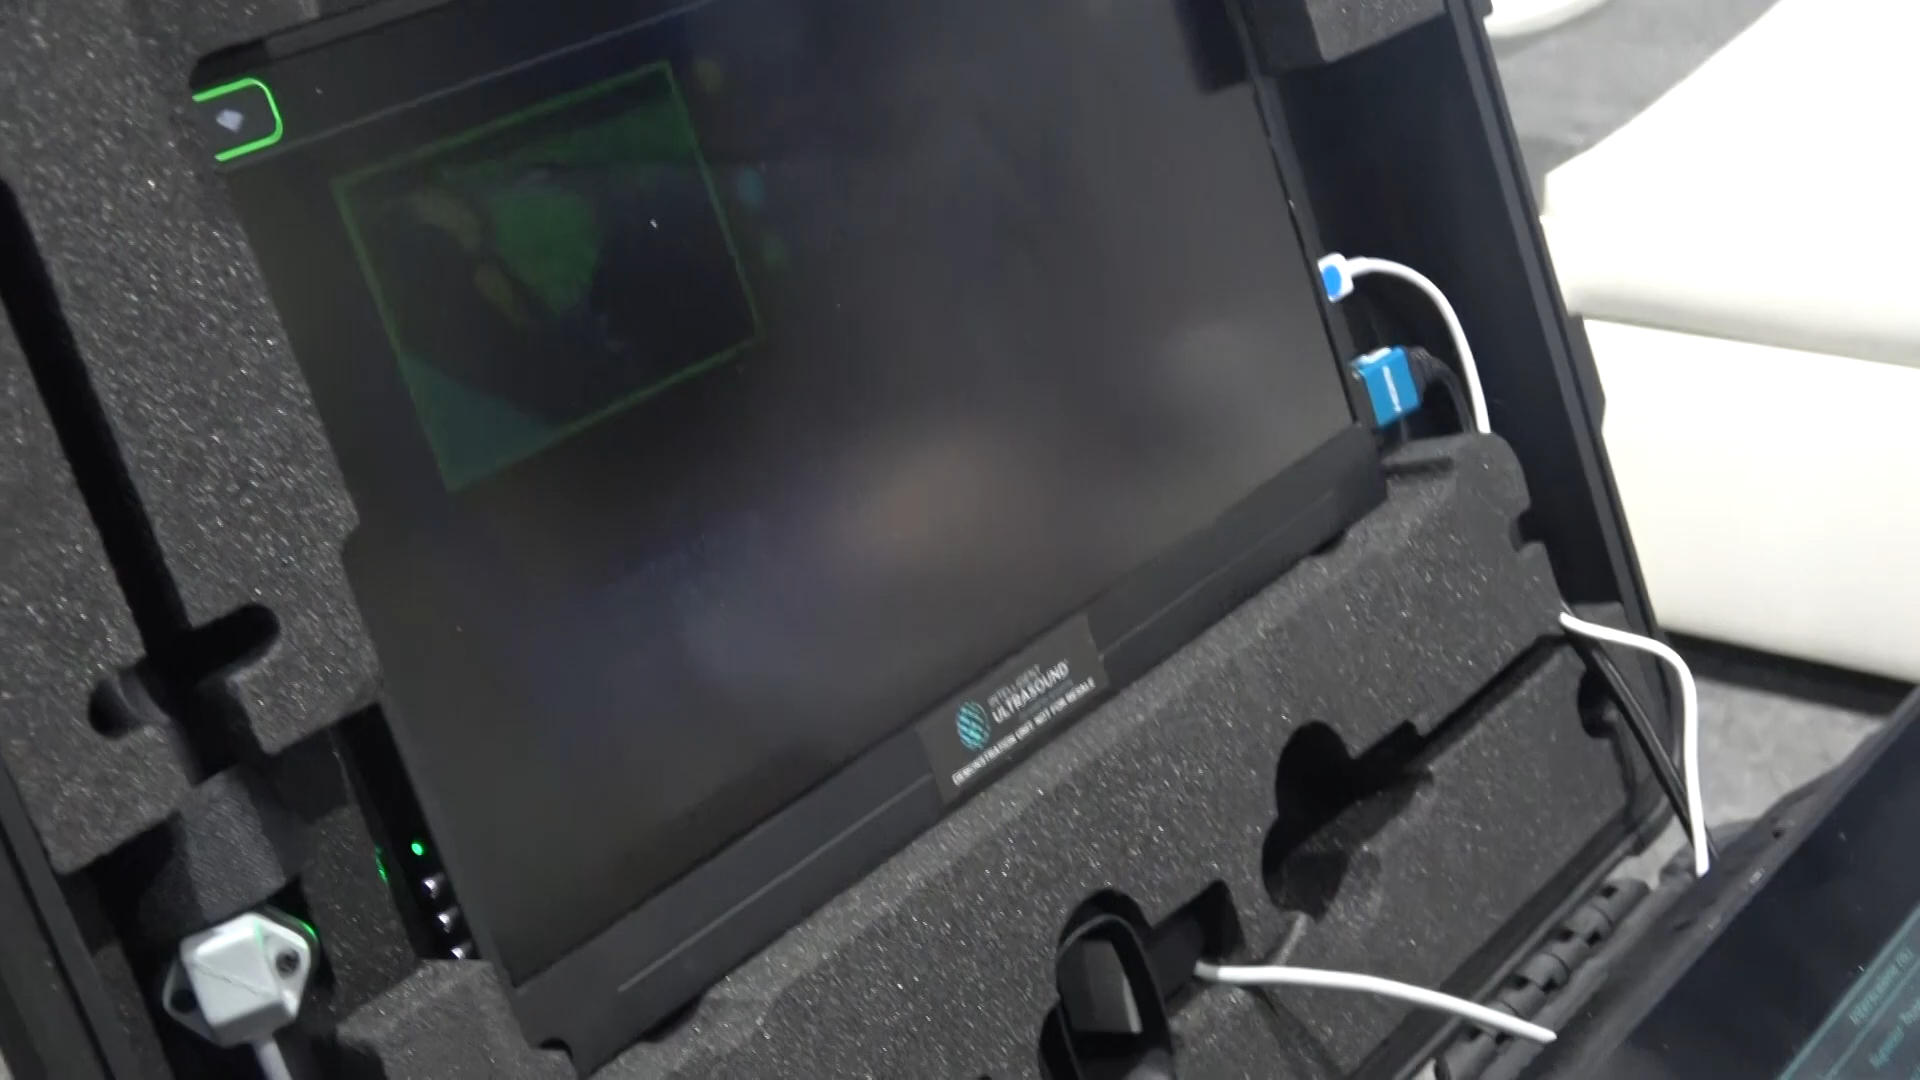 INTELLIGENT
ULTRASOUND
DEMONSTRATION UNIT NOT FOR RESALE